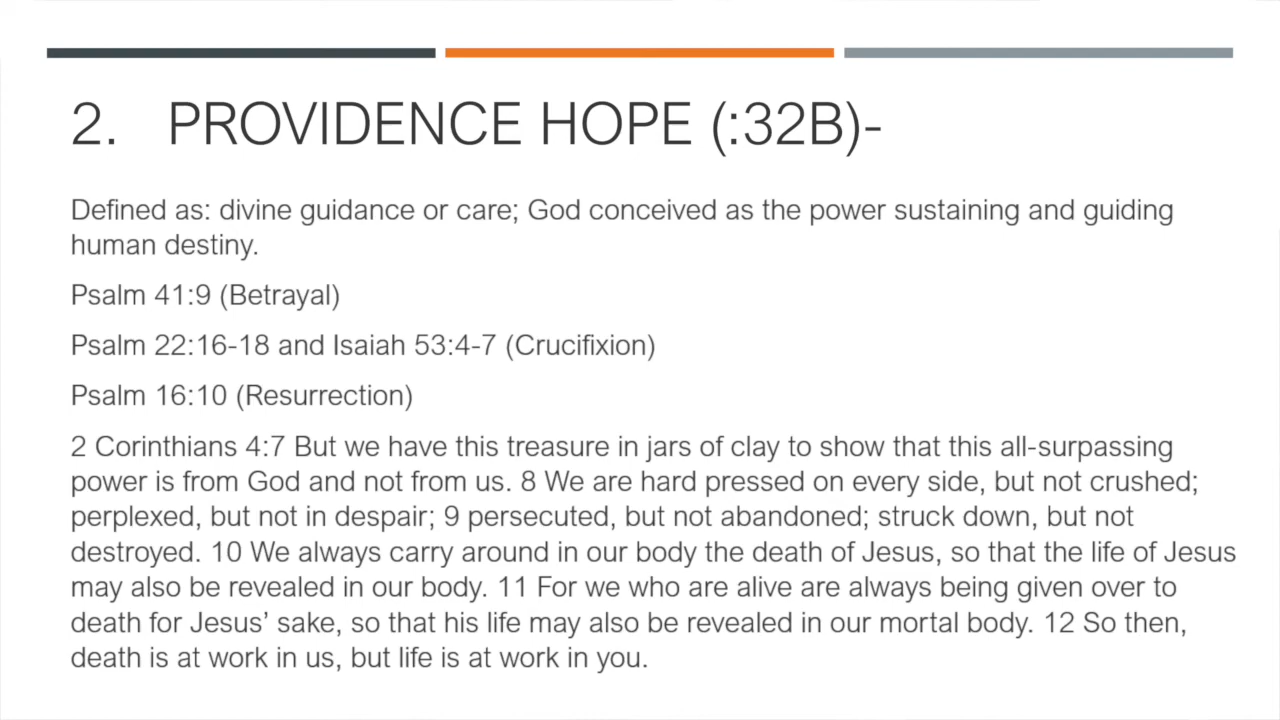 2. PROVIDENCE HOPE (:32B)-
Defined as: divine guidance or care; God conceived as the power sustaining and guiding
human destiny.
Psalm 41:9 (Betrayal)
Psalm 22:16-18 and Isaiah 53:4-7 (Crucifixion)
Psalm 16:10 (Resurrection)
2 Corinthians 4:7 But we have this treasure in jars of clay to show that this all-surpassing
power is from God and not from us. 8 We are hard pressed on every side, but not crushed;
perplexed, but not in despair; 9 persecuted, but not abandoned; struck down, but not
destroyed. 10 We always carry around in our body the death of Jesus, so that the life of Jesus
may also be revealed in our body. 11 For we who are alive are always being given over to
death for Jesus’ sake, so that his life may also be revealed in our mortal body. 12 So then,
death is at work in us, but life is at work in you.